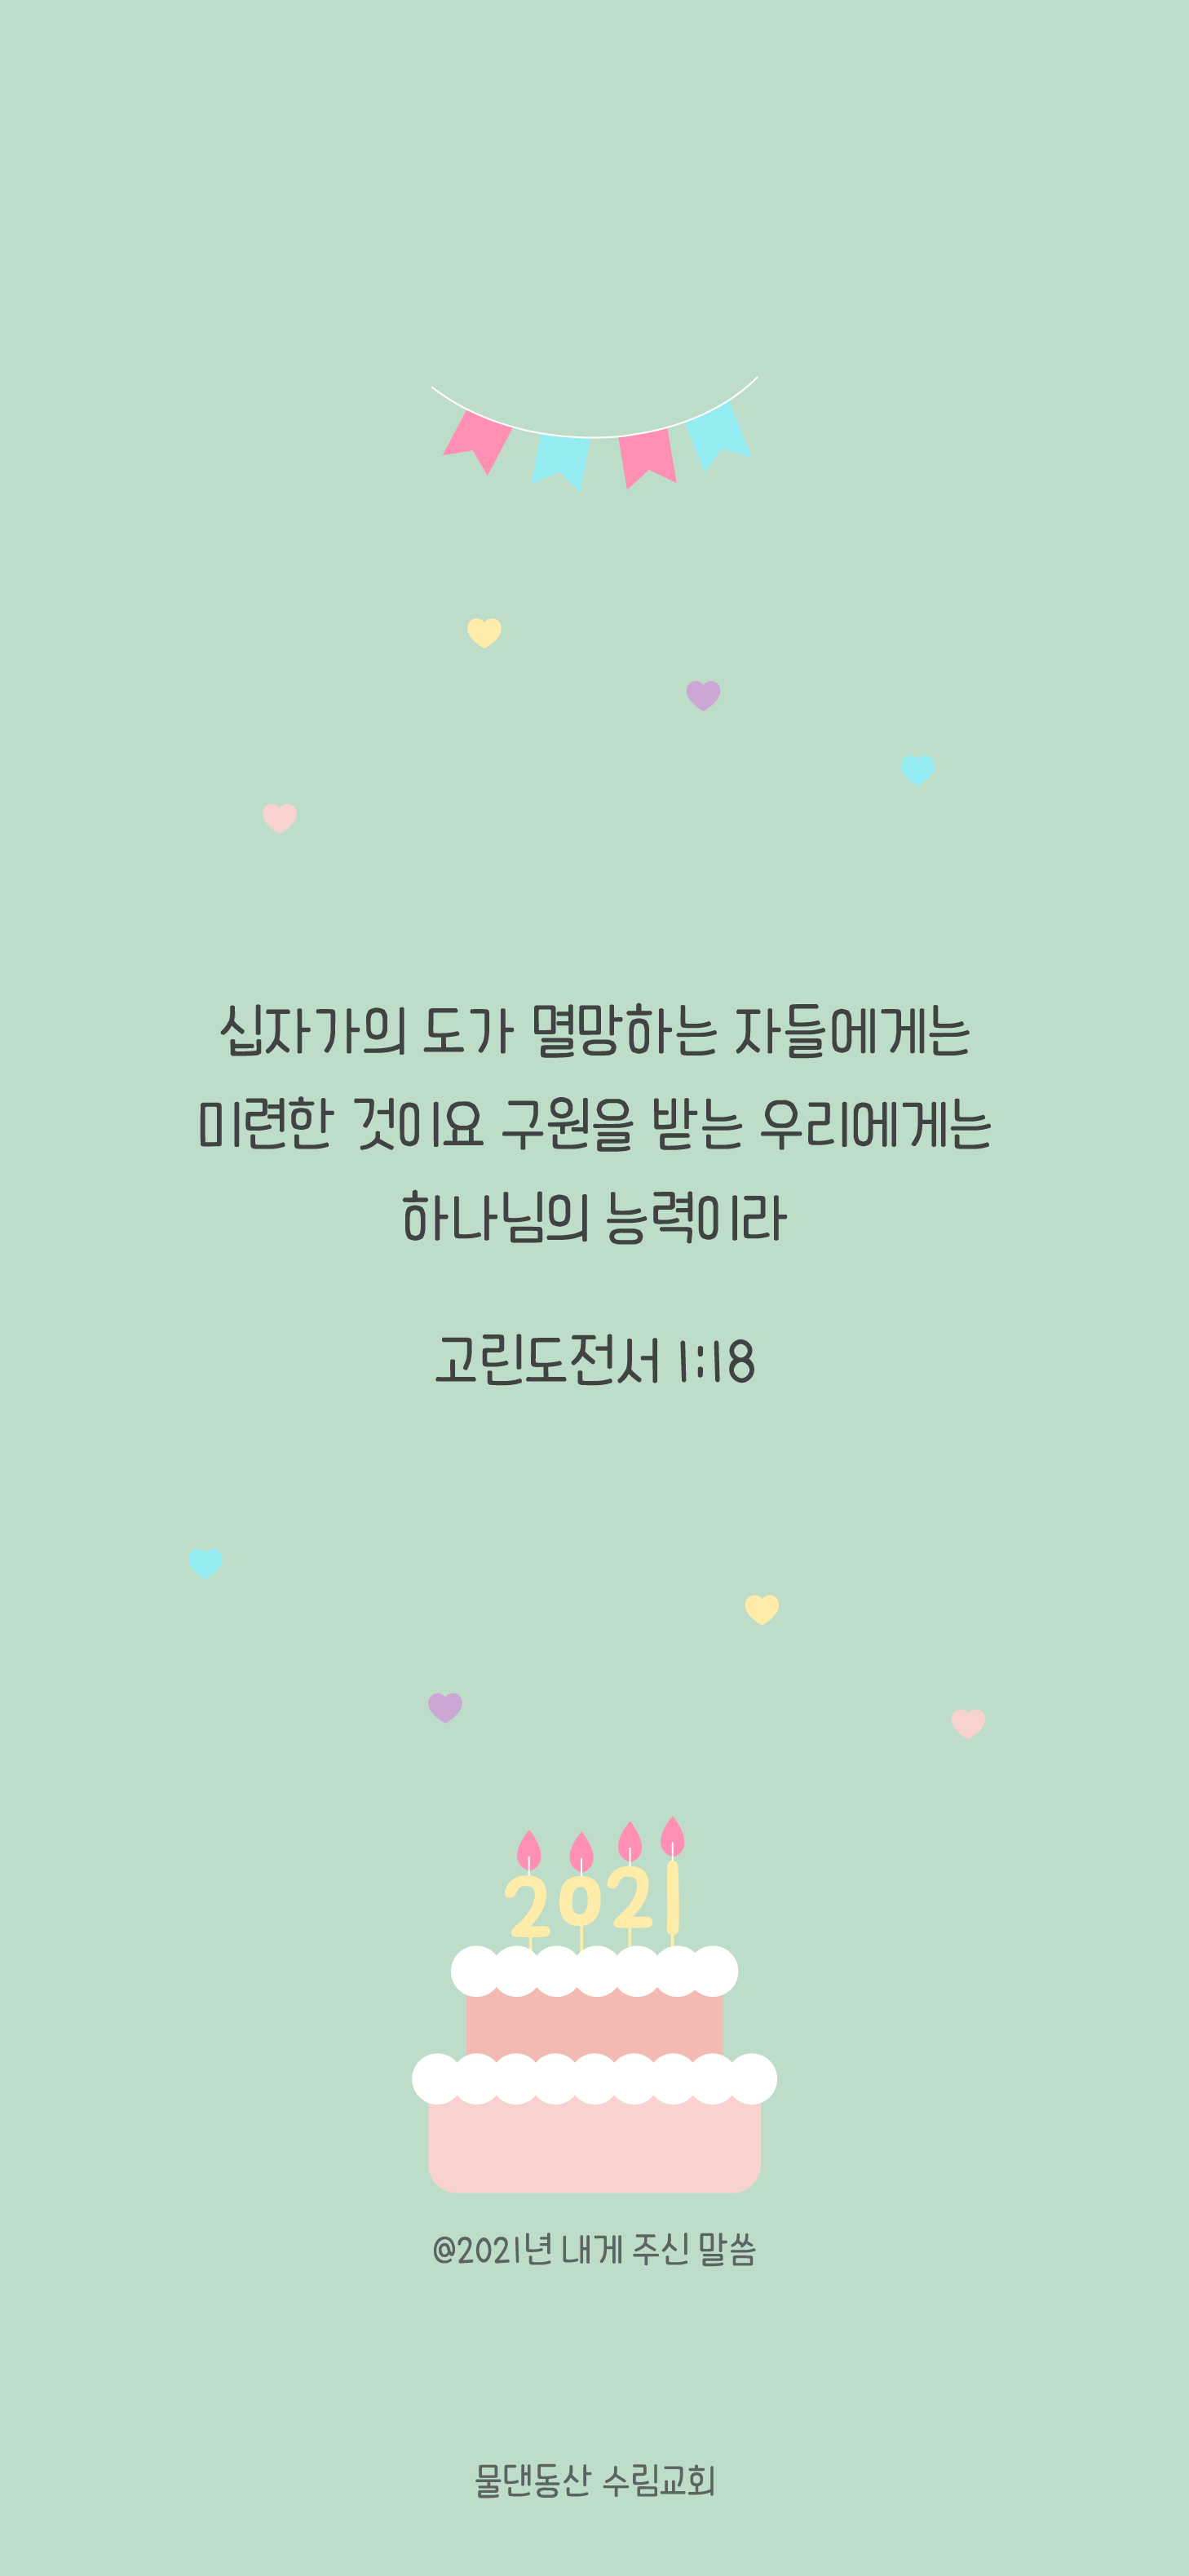 십자가의 도가 멸망하는 자들에게는
미련한 것이요 구원을 받는 우리에게는
하나님의 능력이라
고린도전서 1:18
2021
@2021년 내게 주신 말씀
물댄동산 수림교회